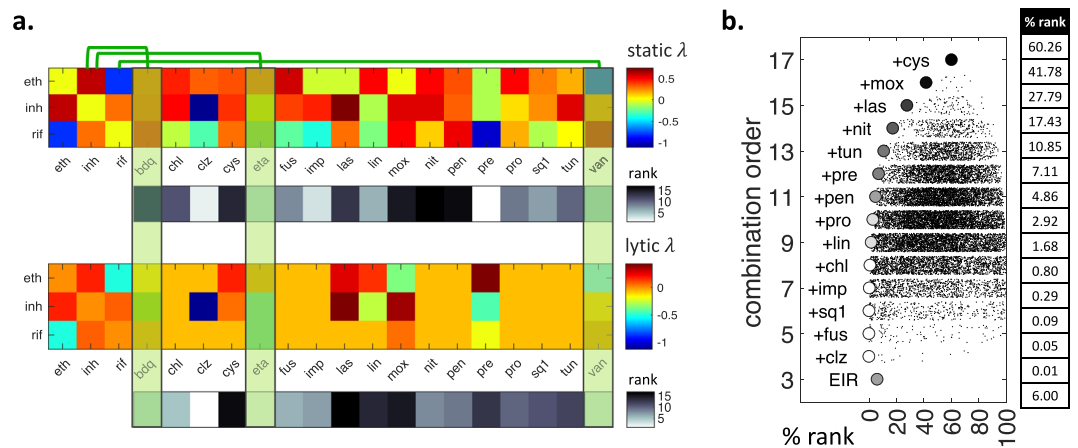 a.
static λ
eth
inh
rif
0.5
0
-0.5
-1
eth inh rif bdq chl clz cys eta fus imp las lin mox nit pen pre pro sq1 tun van
rank
15
10
5
lytic λ
eth
inh
rif
0
-0.5
-1
eth inh rif bdq chl clz cys eta fus imp las lin mox nit pen pre pro sq1 tun van
rank
15
10
5
b.
combination order
17
15
13
11
9
7
5
3
+cys
+mox
+las
+nit
+tun
+pre
+pen
+pro
+lin
+chl
+imp
+sq1
+fus
+clz
EIR
% rank
0 20 40 60 80 100
% rank
60.26
41.78
27.79
17.43
10.85
7.11
4.86
2.92
1.68
0.80
0.29
0.09
0.05
0.01
6.00